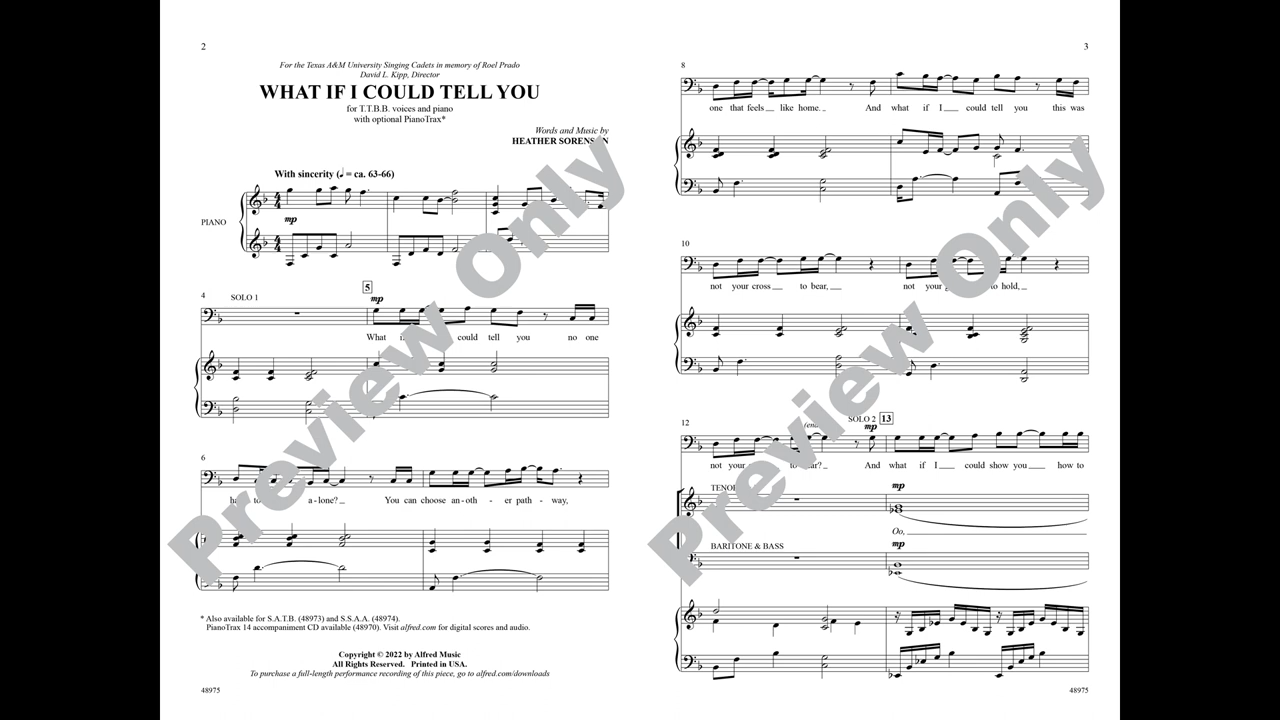 2
For the Texas A&M University Singing Cadets in memory of Roel Prado
David L. Kipp, Director
WHAT IF I COULD TELL YOU
for T.T.B.B. voices and piano
with optional PianoTrax*
Words and Music by
HEATHER SORENSEN
With sincerity (♩ = ca. 63-66)
PIANO
mp
4
SOLO 1
5
mp
What could tell you no one
6
a - lone? You can choose an - oth - er path - way,
* Also available for S.A.T.B. (48973) and S.S.A.A. (48974).
PianoTrax 14 accompaniment CD available (48970). Visit alfred.com for digital scores and audio.
Copyright © 2022 by Alfred Music
All Rights Reserved. Printed in USA.
To purchase a full-length performance recording of this piece, go to alfred.com/downloads
48975
Preview Only
3
8
one that feels like home. And what if I could tell you this was
10
not your cross to bear, not your to hold,
12
SOLO 2
13
mp
not your And what if I could show you how to
mp
Oo,
BARITONE & BASS
mp
48975
Preview Only